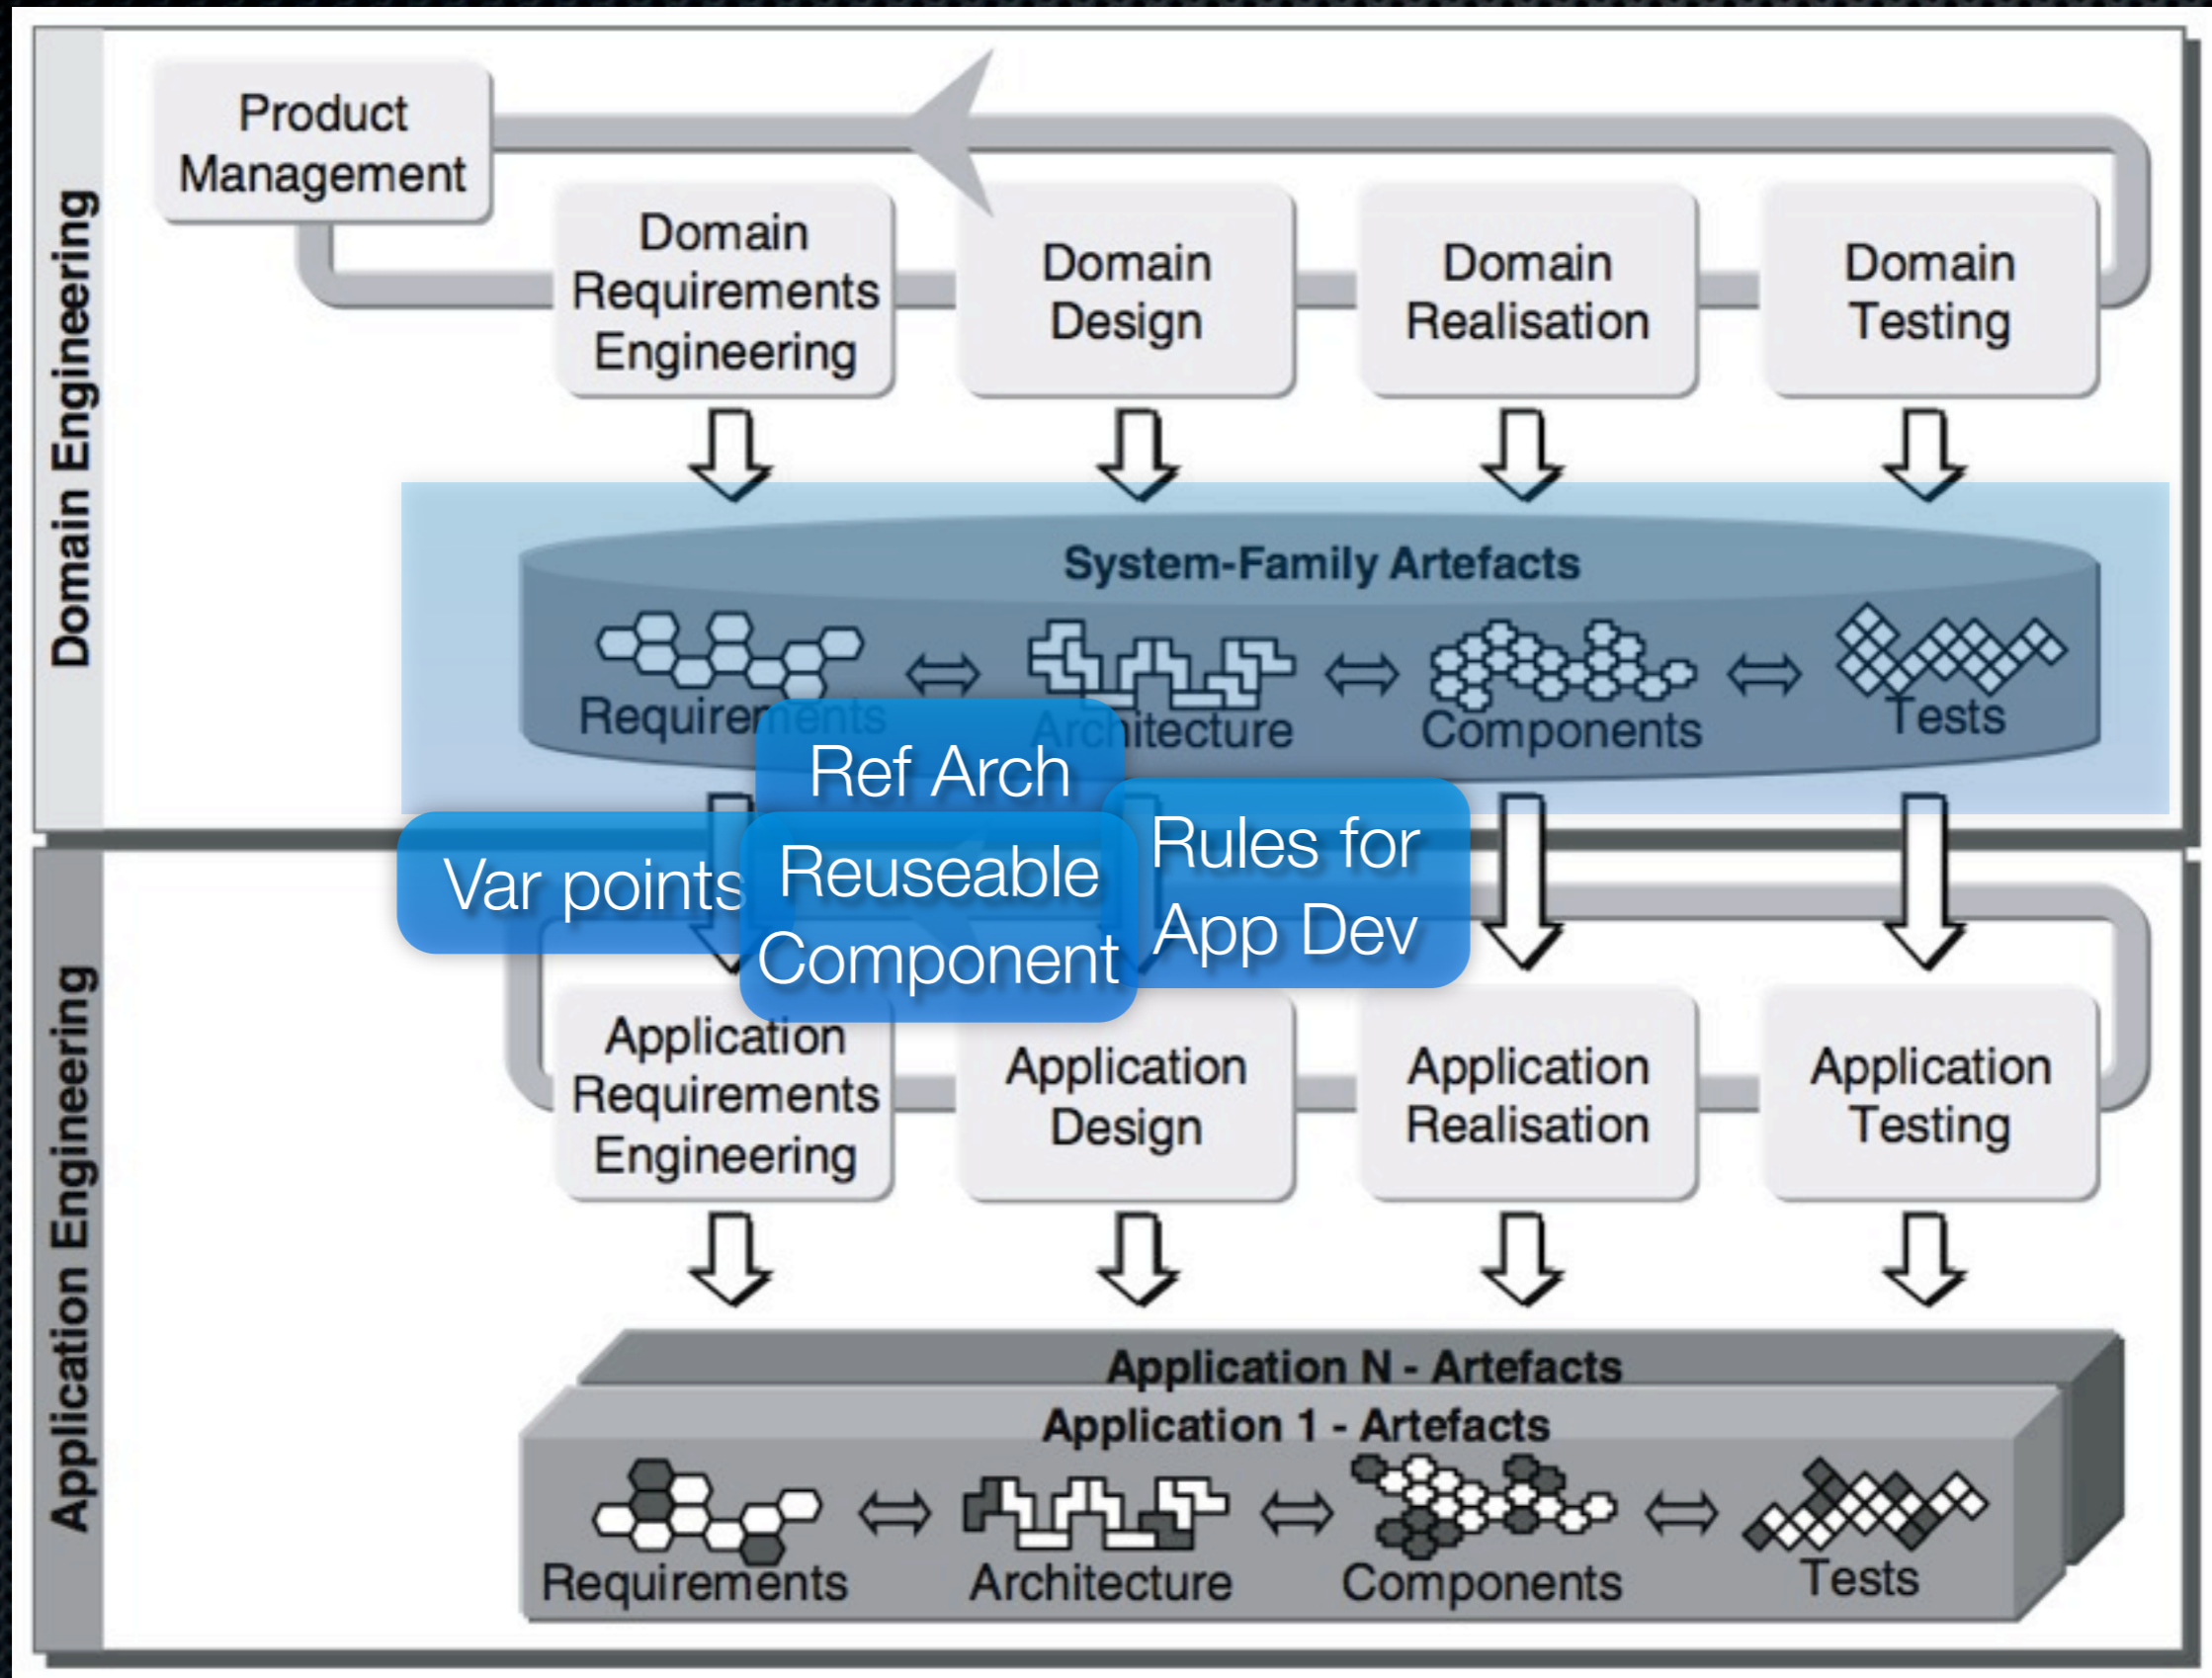 Domain Engineering
Product
Management
Domain
Requirements
Engineering
Domain
Design
Domain
Realisation
Domain
Testing
System-Family Artefacts
Requirements
Architecture
Components
Tests
Ref Arch
Var points
Reuseable
Component
Rules for
App Dev
Application Engineering
Application
Requirements
Engineering
Application
Design
Application
Realisation
Application
Testing
Application N - Artefacts
Application 1 - Artefacts
Requirements
Architecture
Components
Tests